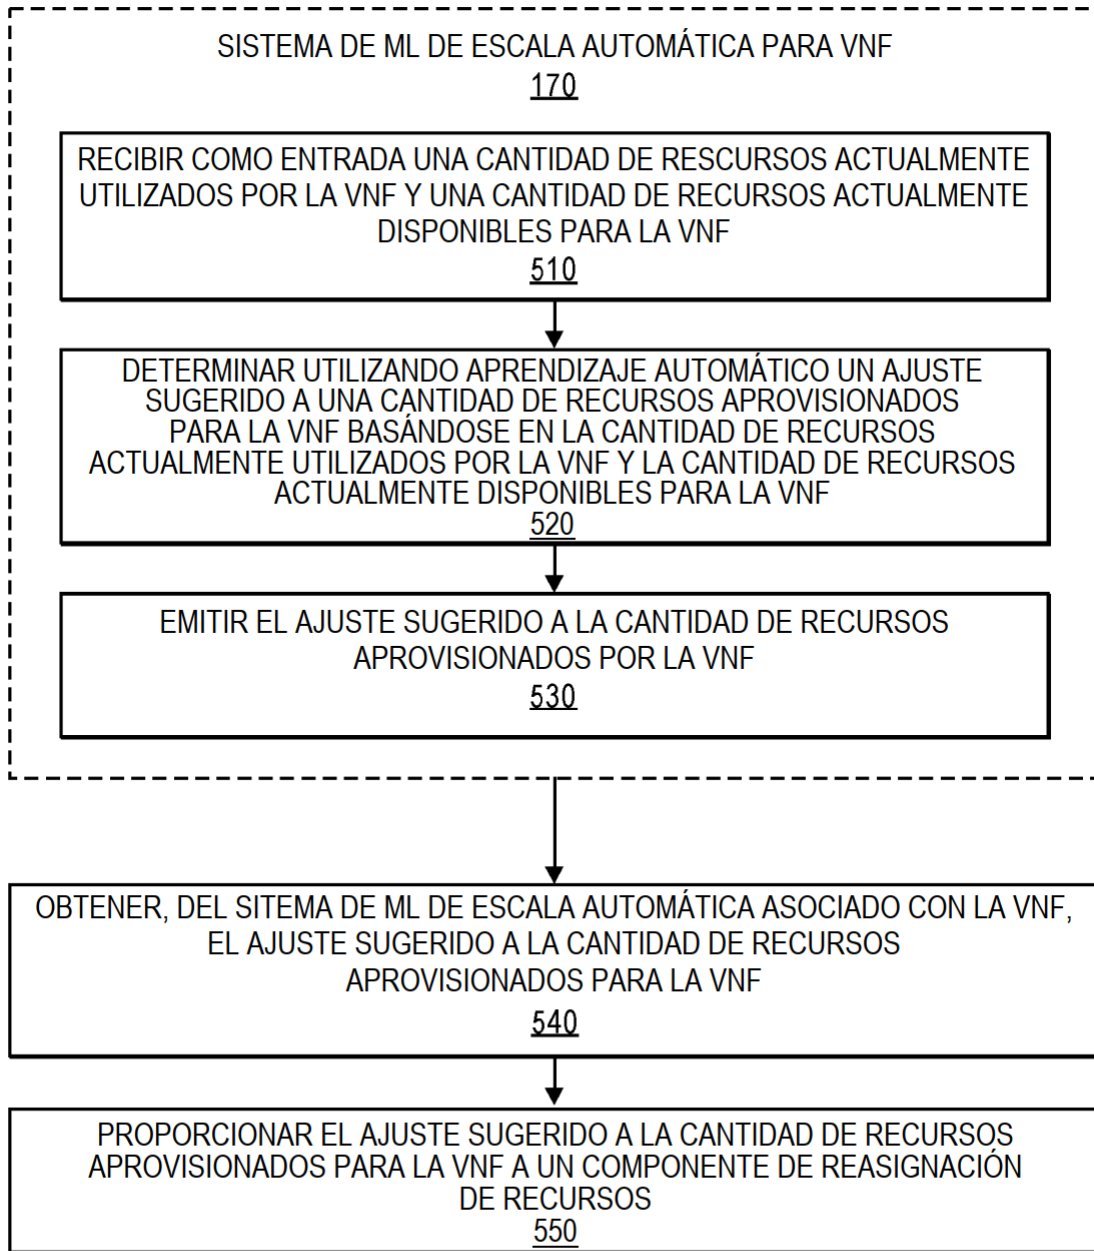 SISTEMA DE ML DE ESCALA AUTOMÁTICA PARA VNF
170
RECIBIR COMO ENTRADA UNA CANTIDAD DE RESCURSOS ACTUALMENTE
UTILIZADOS POR LA VNF Y UNA CANTIDAD DE RECURSOS ACTUALMENTE
DISPONIBLES PARA LA VNF
510
DETERMINAR UTILIZANDO APRENDIZAJE AUTOMÁTICO UN AJUSTE
SUGERIDO A UNA CANTIDAD DE RECURSOS APROVISIONADOS
PARA LA VNF BASÁNDOSE EN LA CANTIDAD DE RECURSOS
ACTUALMENTE UTILIZADOS POR LA VNF Y LA CANTIDAD DE RECURSOS
ACTUALMENTE DISPONIBLES PARA LA VNF
520
EMITIR EL AJUSTE SUGERIDO A LA CANTIDAD DE RECURSOS
APROVISIONADOS POR LA VNF
530
OBTENER, DEL SITEMA DE ML DE ESCALA AUTOMÁTICA ASOCIADO CON LA VNF,
EL AJUSTE SUGERIDO A LA CANTIDAD DE RECURSOS
APROVISIONADOS PARA LA VNF
540
PROPORCIONAR EL AJUSTE SUGERIDO A LA CANTIDAD DE RECURSOS
APROVISIONADOS PARA LA VNF A UN COMPONENTE DE REASIGNACIÓN
DE RECURSOS
550